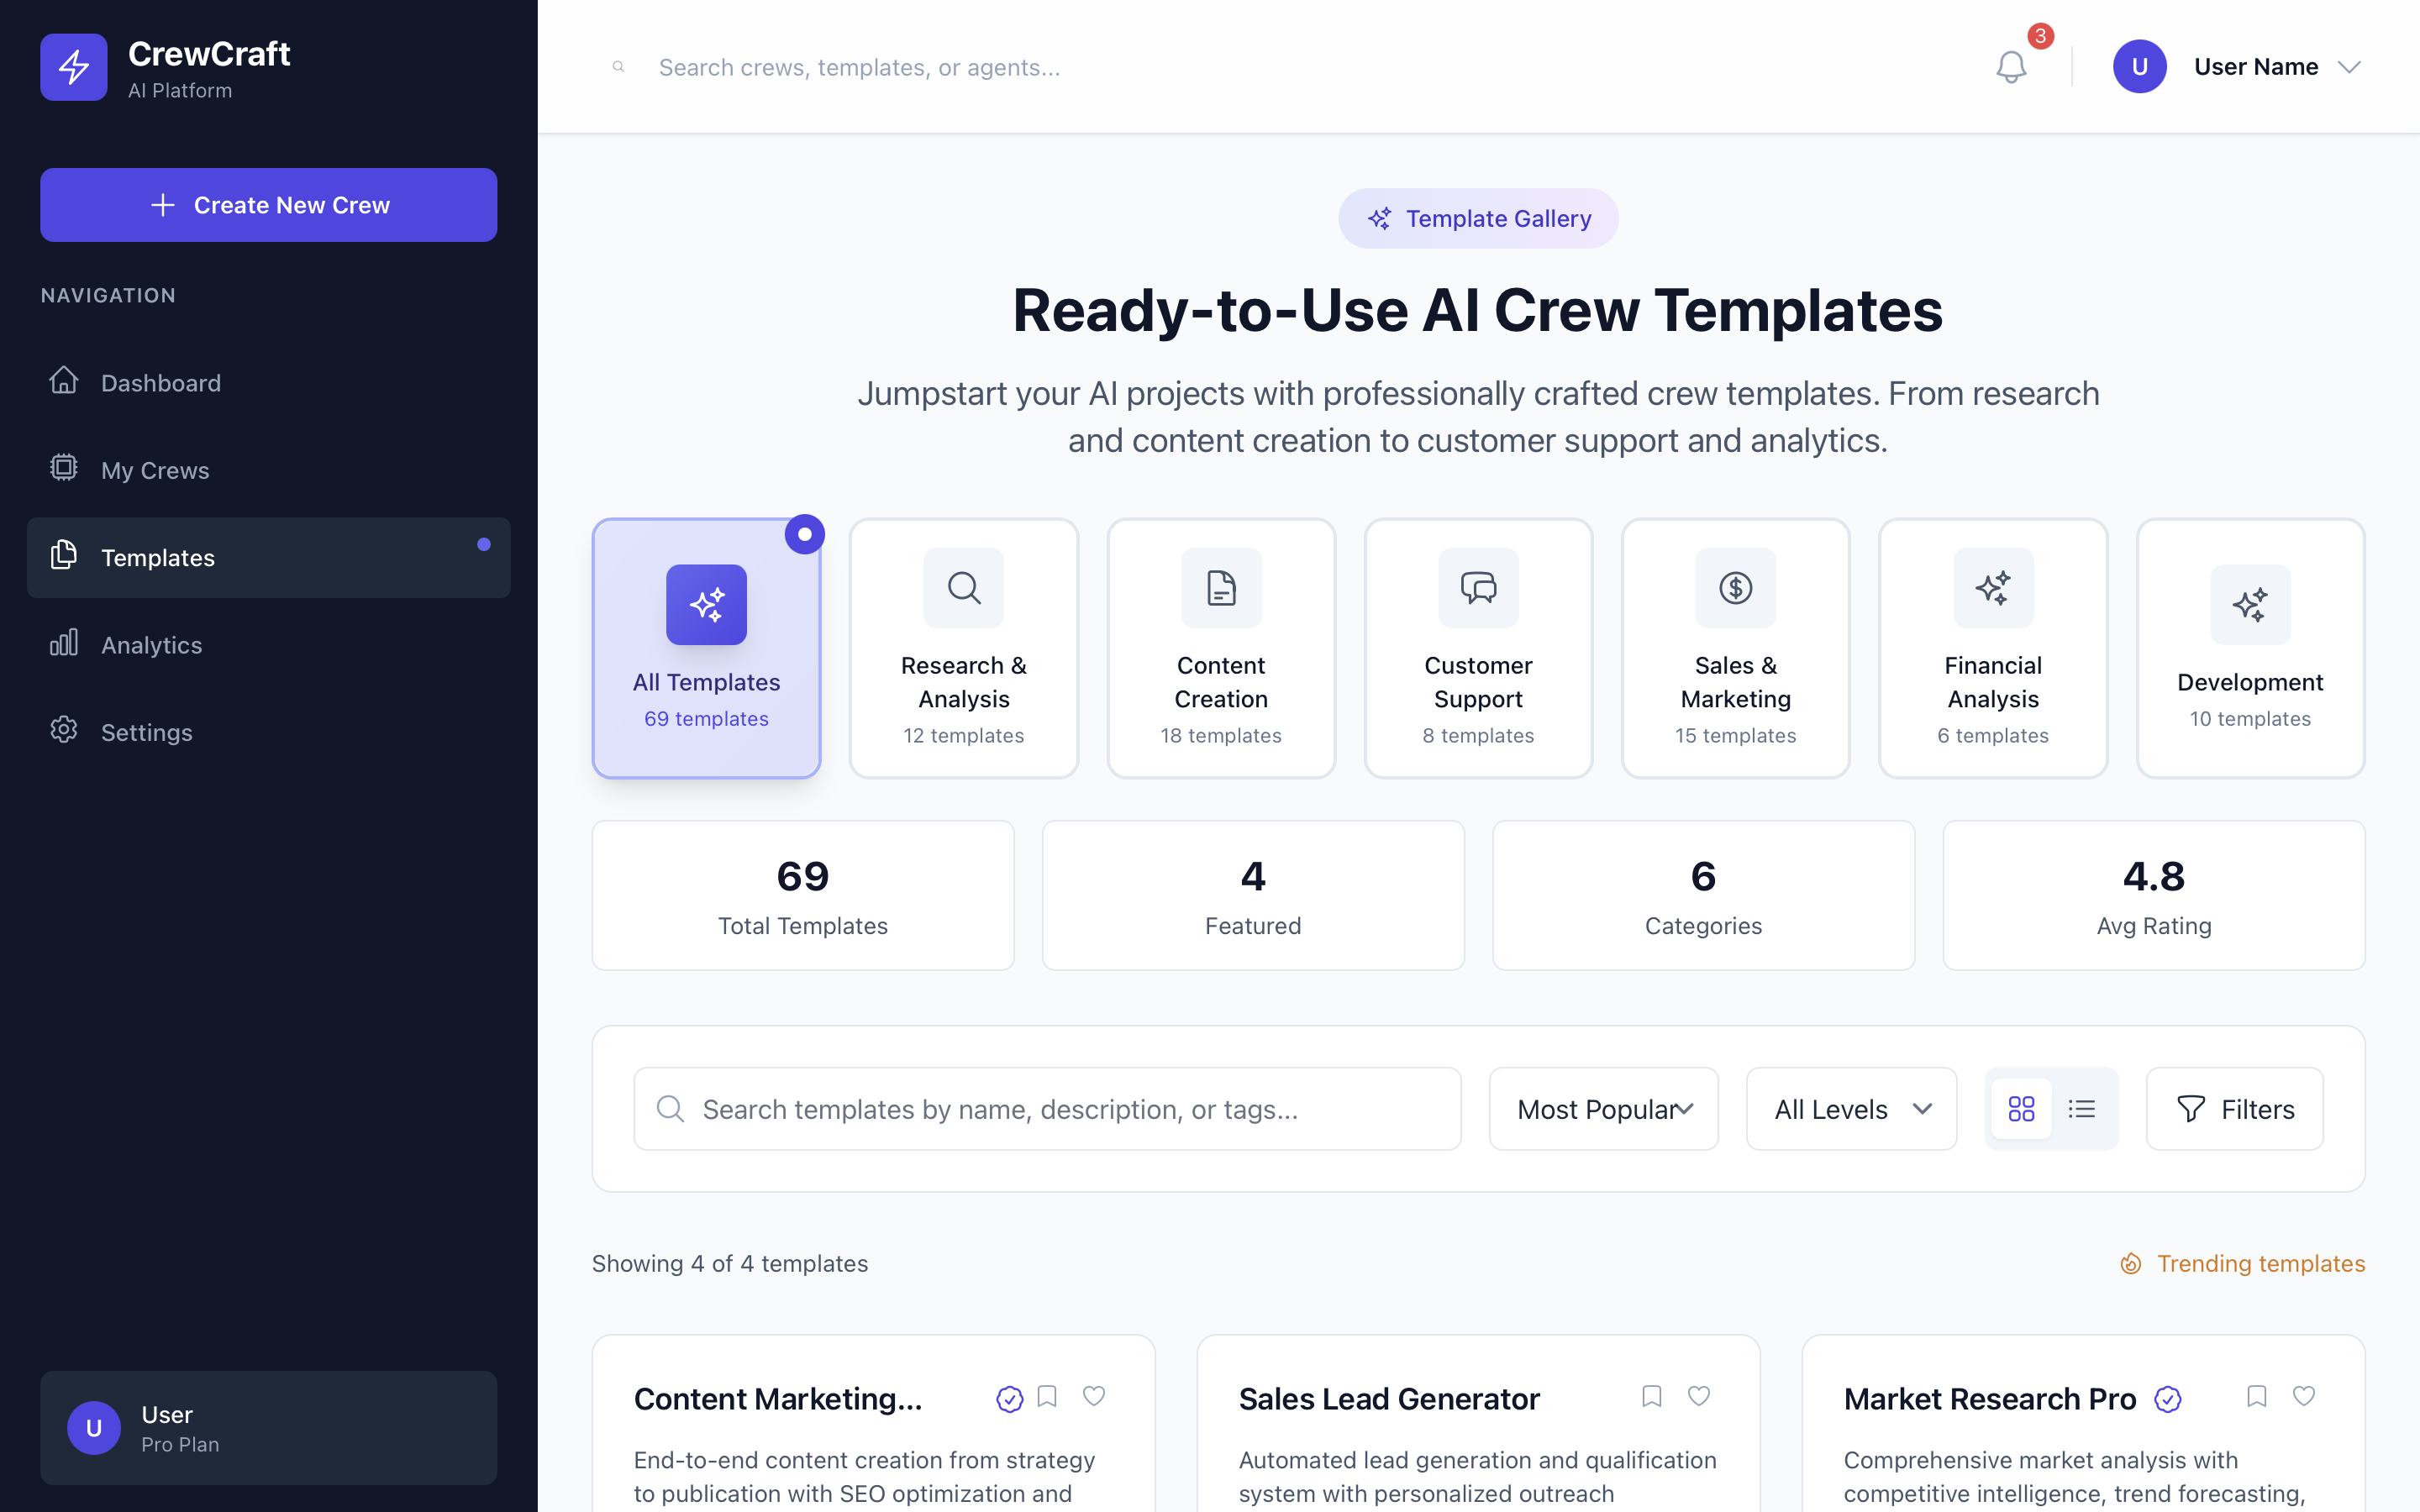 CrewCraft
AI Platform
Create New Crew
NAVIGATION
Dashboard
My Crews
Templates
Analytics
Settings
U
User
Pro Plan
Search crews, templates, or agents...
3
U
User Name
Template Gallery
Ready-to-Use AI Crew Templates
Jumpstart your AI projects with professionally crafted crew templates. From research
and content creation to customer support and analytics.
All Templates
69 templates
Research &
Analysis
12 templates
Content
Creation
18 templates
Customer
Support
8 templates
Sales &
Marketing
15 templates
Financial
Analysis
6 templates
Development
10 templates
69
Total Templates
4
Featured
6
Categories
4.8
Avg Rating
Search templates by name, description, or tags...
Most Popular
All Levels
Filters
Showing 4 of 4 templates
Trending templates
Content Marketing...
End-to-end content creation from strategy
to publication with SEO optimization and
Sales Lead Generator
Automated lead generation and qualification
system with personalized outreach
Market Research Pro
Comprehensive market analysis with
competitive intelligence, trend forecasting,